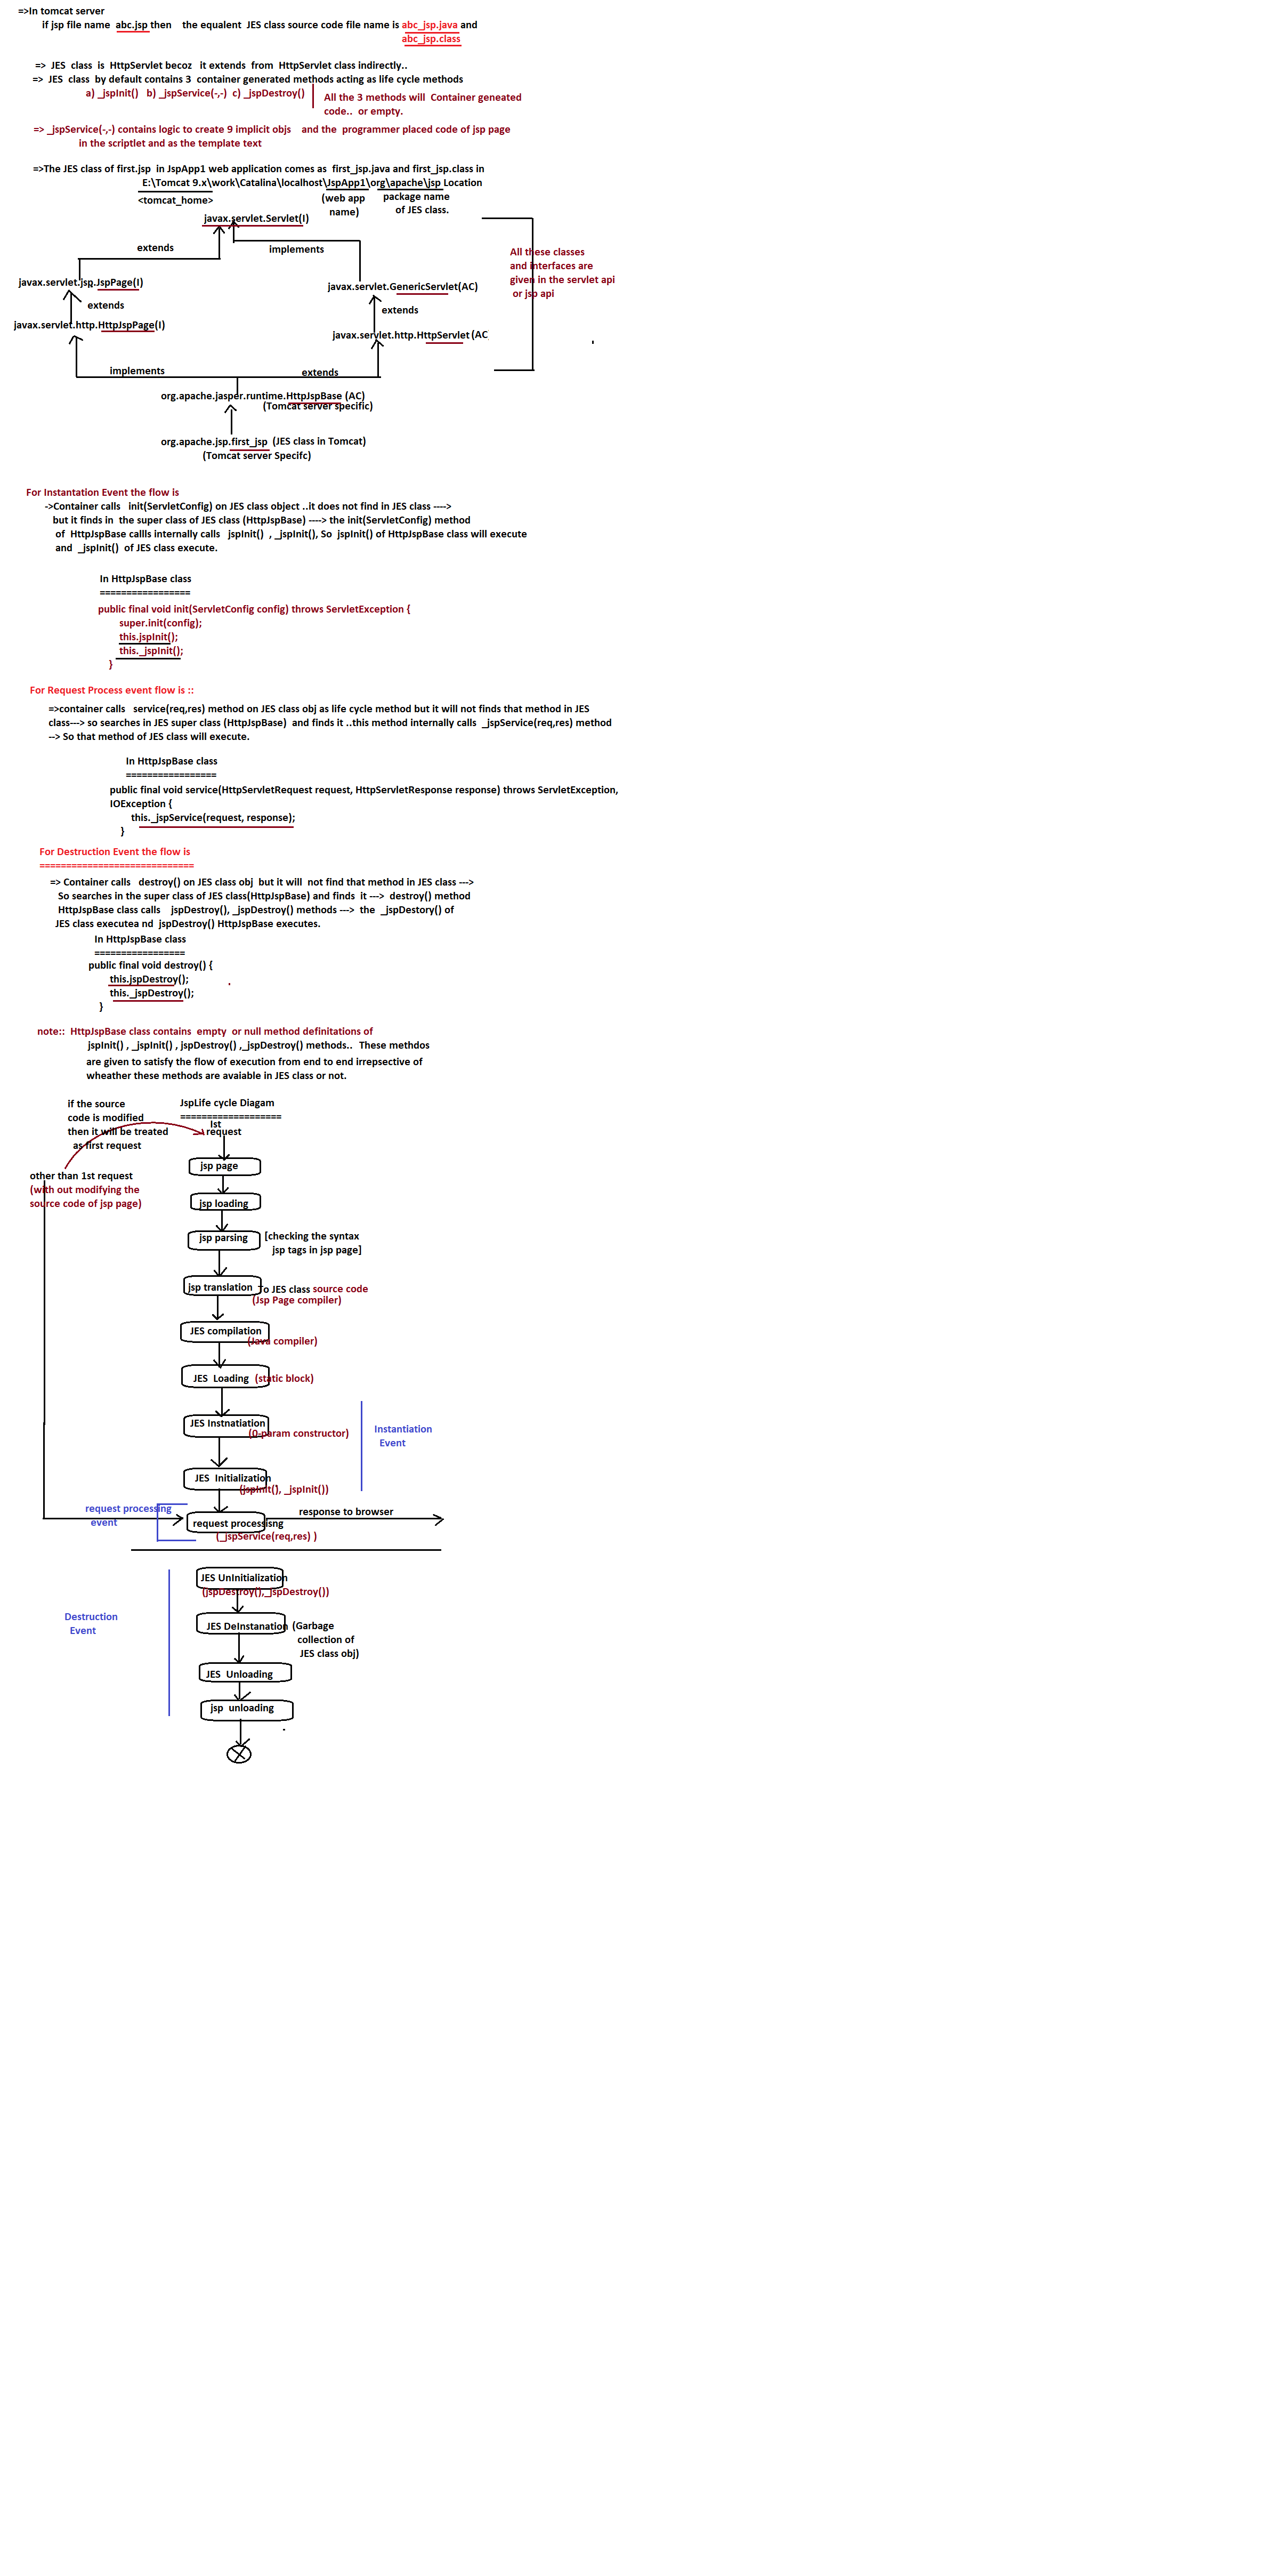 =>In tomcat server
if jsp file name  abc.jsp then    the equalent  JES class source code file name is abc_jsp.java and
abc_jsp.class
=>  JES  class  is  HttpServlet becoz   it extends  from  HttpServlet class indirectly..
=>  JES  class  by default contains 3  container generated methods acting as life cycle methods
a) _jspInit()   b) _jspService(-,-)  c) _jspDestroy()
All the 3 methods will  Container geneated
code..  or empty.
=> _jspService(-,-) contains logic to create 9 implicit objs    and the  programmer placed code of jsp page
in the scriptlet and as the template text
=>The JES class of first.jsp  in JspApp1 web application comes as  first_jsp.java and first_jsp.class in
E:\Tomcat 9.x\work\Catalina\localhost\JspApp1\org\apache\jsp Location
<tomcat_home>
(web app
name)
package name
of JES class.
javax.servlet.Servlet(I)
extends
implements
All these classes
and interfaces are
given in the servlet api
or jsp api
javax.servlet.jsp.JspPage(I)
javax.servlet.GenericServlet(AC)
extends
extends
javax.servlet.http.HttpJspPage(I)
javax.servlet.http.HttpServlet (AC
implements
extends
org.apache.jasper.runtime.HttpJspBase (AC)
(Tomcat server specific)
org.apache.jsp.first_jsp  (JES class in Tomcat)
(Tomcat server Specifc)
For Instantation Event the flow is
->Container calls   init(ServletConfig) on JES class object ..it does not find in JES class ---->
but it finds in  the super class of JES class (HttpJspBase) ----> the init(ServletConfig) method
of  HttpJspBase callls internally calls   jspInit()  , _jspInit(), So  jspInit() of HttpJspBase class will execute
and  _jspInit()  of JES class execute.
In HttpJspBase class
=================
public final void init(ServletConfig config) throws ServletException {
super.init(config);
this.jspInit();
this._jspInit();
}
For Request Process event flow is ::
=>container calls   service(req,res) method on JES class obj as life cycle method but it will not finds that method in JES
class---> so searches in JES super class (HttpJspBase)  and finds it ..this method internally calls  _jspService(req,res) method
--> So that method of JES class will execute.
In HttpJspBase class
=================
public final void service(HttpServletRequest request, HttpServletResponse response) throws ServletException,
IOException {
this._jspService(request, response);
}
For Destruction Event the flow is
=============================
=> Container calls   destroy() on JES class obj  but it will  not find that method in JES class --->
So searches in the super class of JES class(HttpJspBase) and finds  it --->  destroy() method
HttpJspBase class calls    jspDestroy(), _jspDestroy() methods --->  the  _jspDestory() of
JES class executea nd  jspDestroy() HttpJspBase executes.
In HttpJspBase class
=================
public final void destroy() {
this.jspDestroy();
this._jspDestroy();
}
note::  HttpJspBase class contains  empty  or null method definitations of
jspInit() , _jspInit() , jspDestroy() ,_jspDestroy() methods..  These methdos
are given to satisfy the flow of execution from end to end irrepsective of
wheather these methods are avaiable in JES class or not.
if the source
code is modified
then it will be treated
as first request
JspLife cycle Diagam
===================
Ist
request
other than 1st request
(with out modifying the
source code of jsp page)
jsp page
jsp loading
jsp parsing
[checking the syntax
jsp tags in jsp page]
jsp translation  To JES class source code
(Jsp Page compiler)
JES compilation
(Java compiler)
JES  Loading  (static block)
JES Instnatiation
(0-param constructor)
Instantiation
Event
JES  Initialization
(jspInit(), _jspInit())
request processing
event
response to browser
request processisng
(_jspService(req,res) )
JES UnInitialization
(jspDestroy(),_jspDestroy())
Destruction
Event
JES DeInstanation  (Garbage
collection of
JES class obj)
JES  Unloading
jsp  unloading